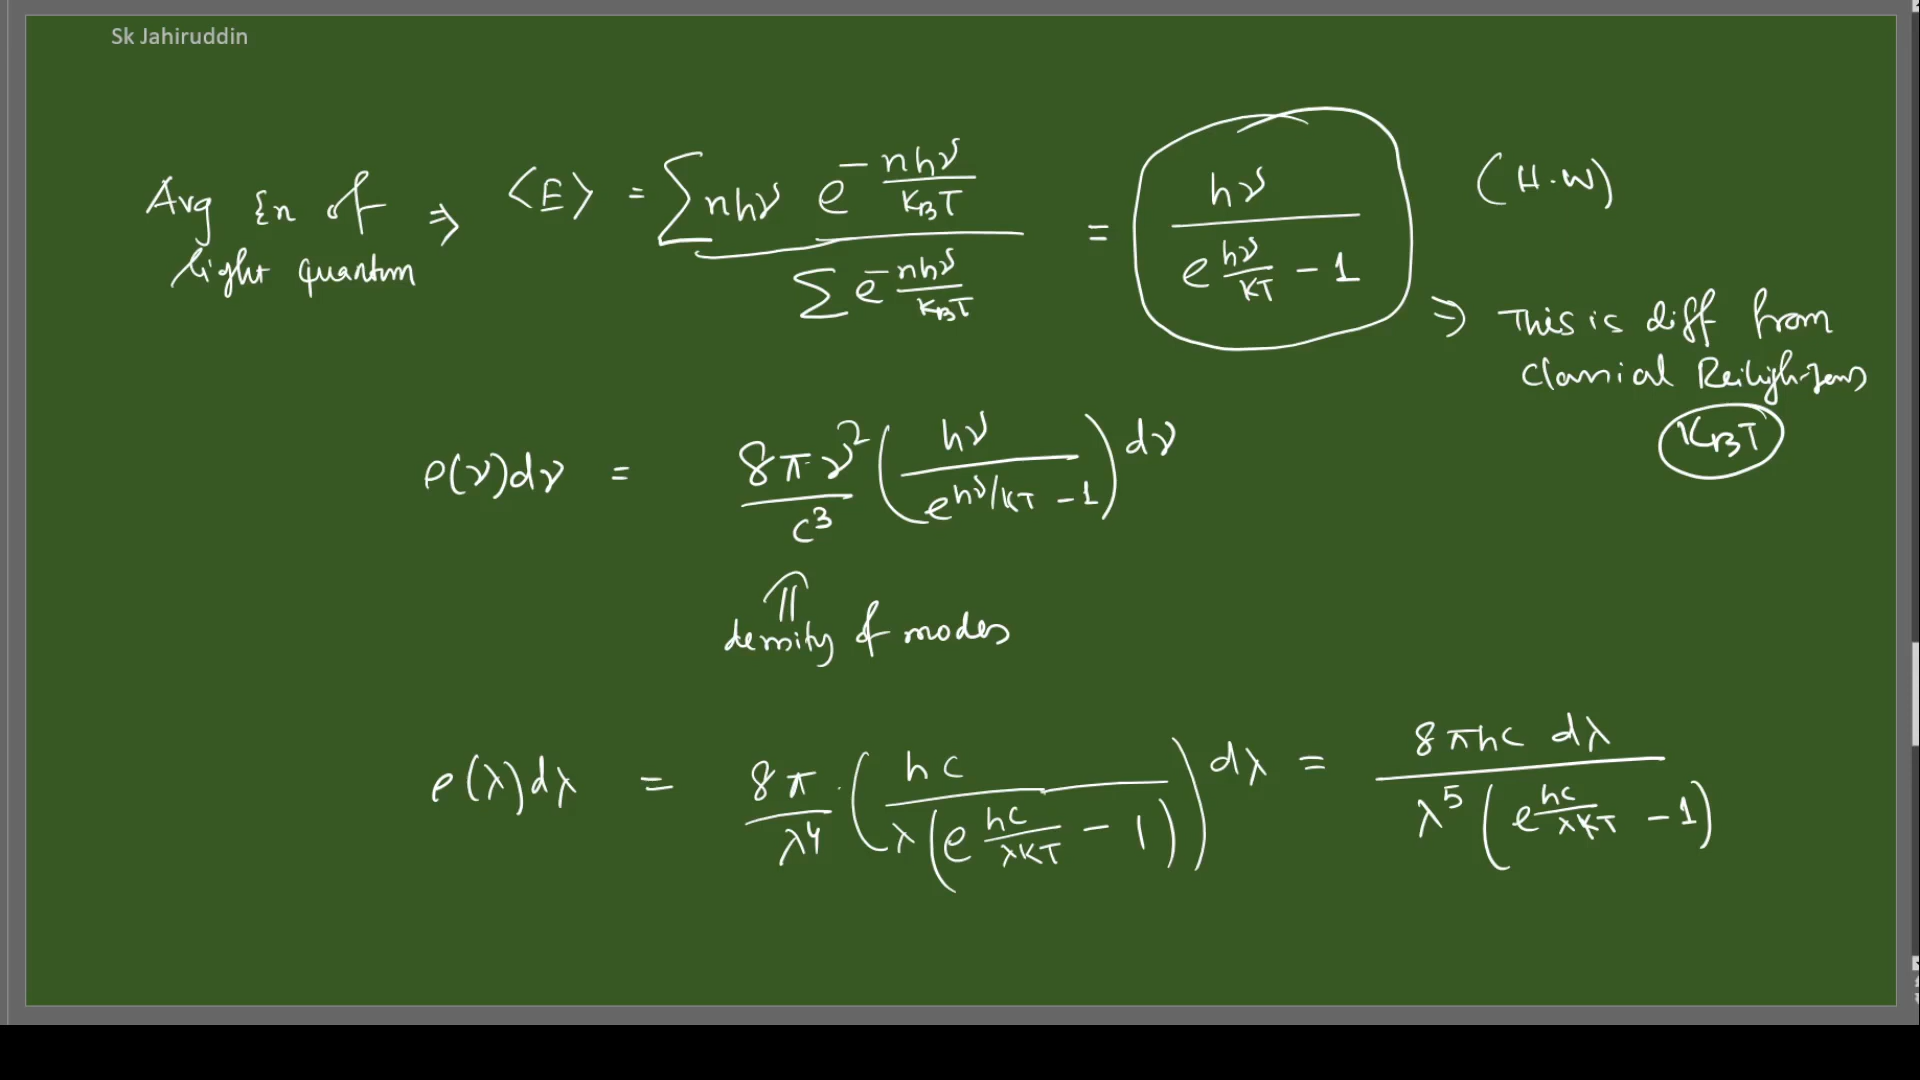 Sk Jahiruddin
Avg En of light quantum ⇒ <E> = Σ nhν e^{-nhν/K_BT} / Σ e^{-nhν/K_BT} = hν / (e^{hν/KT} - 1) (H.W)
⇒ This is diff from
classical Reiligh-Jens
K_BT
ρ(ν)dν = 8πν²/c³ (hν / (e^{hν/KT} - 1)) dν
⇑
density of modes
ρ(λ)dλ = 8π/λ⁴ · (hc / λ(e^{hc/λKT} - 1)) dλ = 8πhc dλ / λ⁵(e^{hc/λKT} - 1)